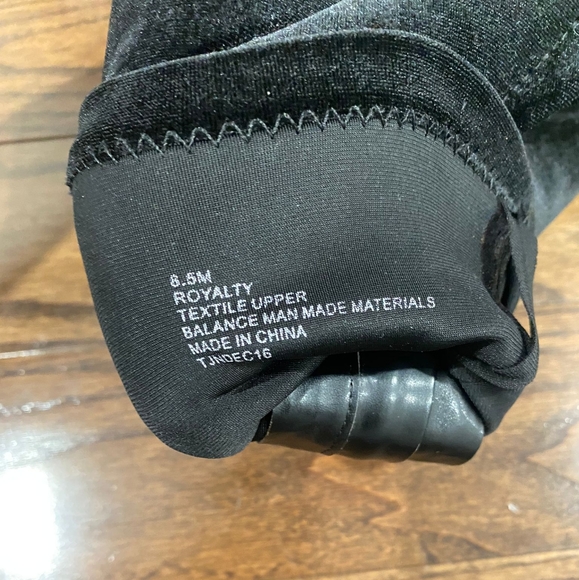 8.5M
ROYALTY
TEXTILE UPPER
BALANCE MAN MADE MATERIALS
MADE IN CHINA
TJNDEC16